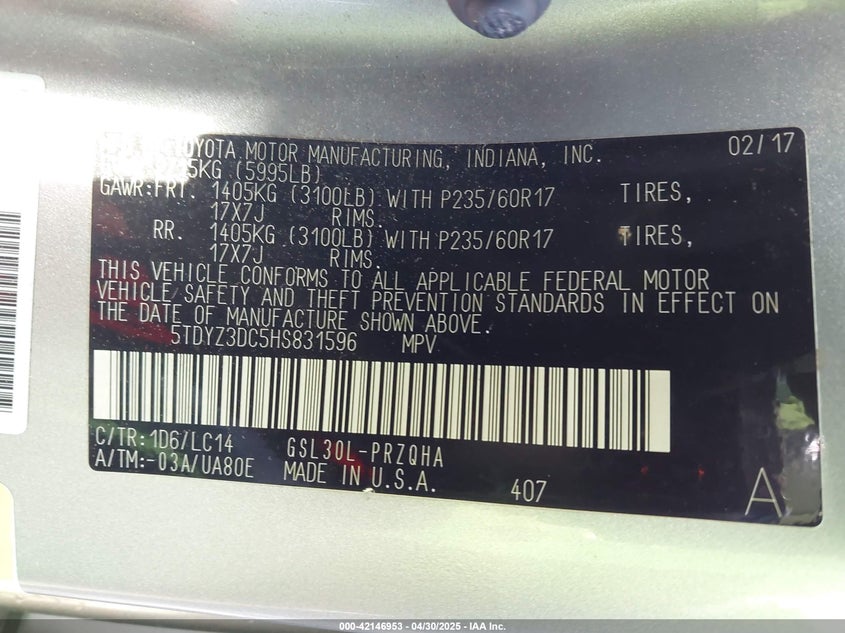 TOYOTA MOTOR MANUFACTURING, INDIANA, INC. 02/17
(5995LB)
GAWR:FRT. 1405KG (3100LB) WITH P235/60R17 TIRES,
17X7J RIMS.
RR. 1405KG (3100LB) WITH P235/60R17 TIRES,
17X7J RIMS.
THIS VEHICLE CONFORMS TO ALL APPLICABLE FEDERAL MOTOR
VEHICLE SAFETY AND THEFT PREVENTION STANDARDS IN EFFECT ON
THE DATE OF MANUFACTURE SHOWN ABOVE.
5TDYZ3DC5HS831596 MPV
C/TR:1D6/LC14 GSL30L-PRZQHA
A/TM:-03A/UA80E MADE IN U.S.A. 407 A
000-42146953 - 04/30/2025 - IAA Inc.